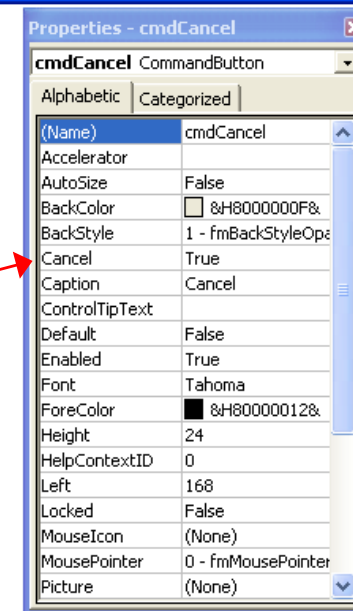 Properties - cmdCancel
cmdCancel CommandButton
Alphabetic Categorized
(Name) cmdCancel
Accelerator
AutoSize False
BackColor &H8000000F&
BackStyle 1 - fmBackStyleOpa
Cancel True
Caption Cancel
ControlTipText
Default False
Enabled True
Font Tahoma
ForeColor &H80000012&
Height 24
HelpContextID 0
Left 168
Locked False
MouseIcon (None)
MousePointer 0 - fmMousePointer
Picture (None)